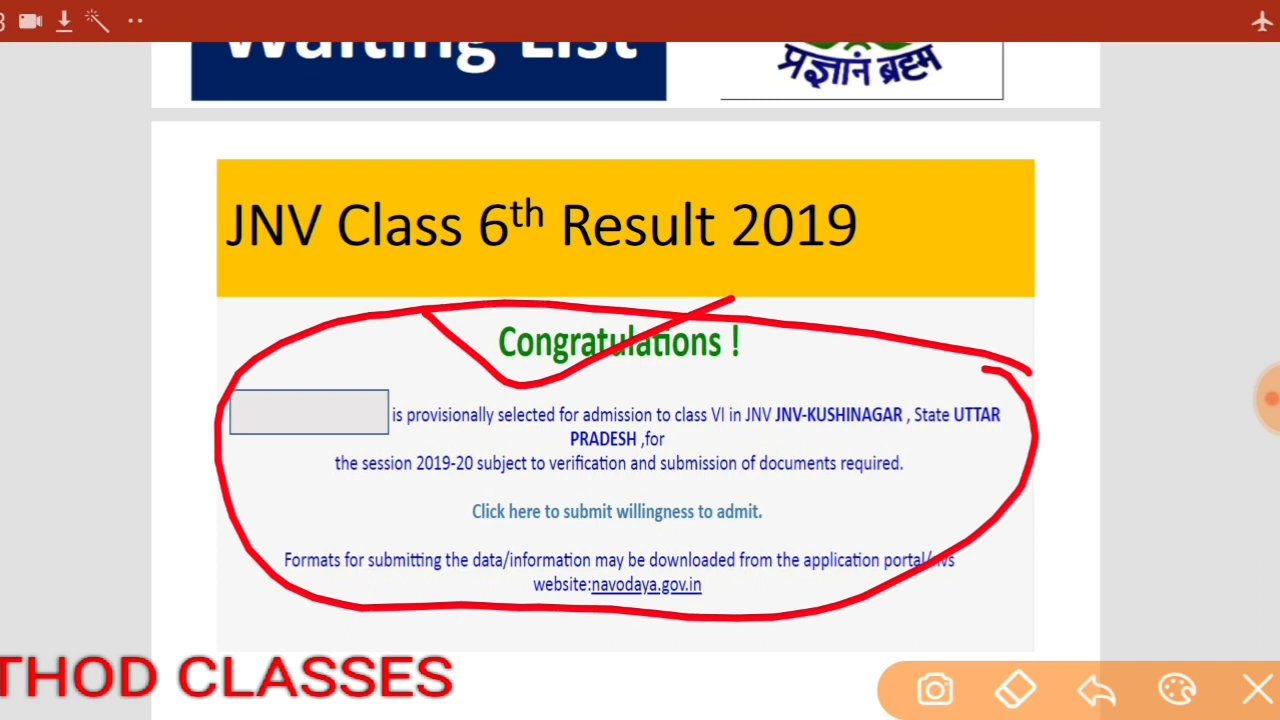 Waiting List
प्रज्ञानं ब्रह्म
JNV Class 6th Result 2019
Congratulations !
is provisionally selected for admission to class VI in JNV JNV-KUSHINAGAR , State UTTAR
PRADESH ,for
the session 2019-20 subject to verification and submission of documents required.
Click here to submit willingness to admit.
Formats for submitting the data/information may be downloaded from the application portal/nvs
website:navodaya.gov.in
THOD CLASSES